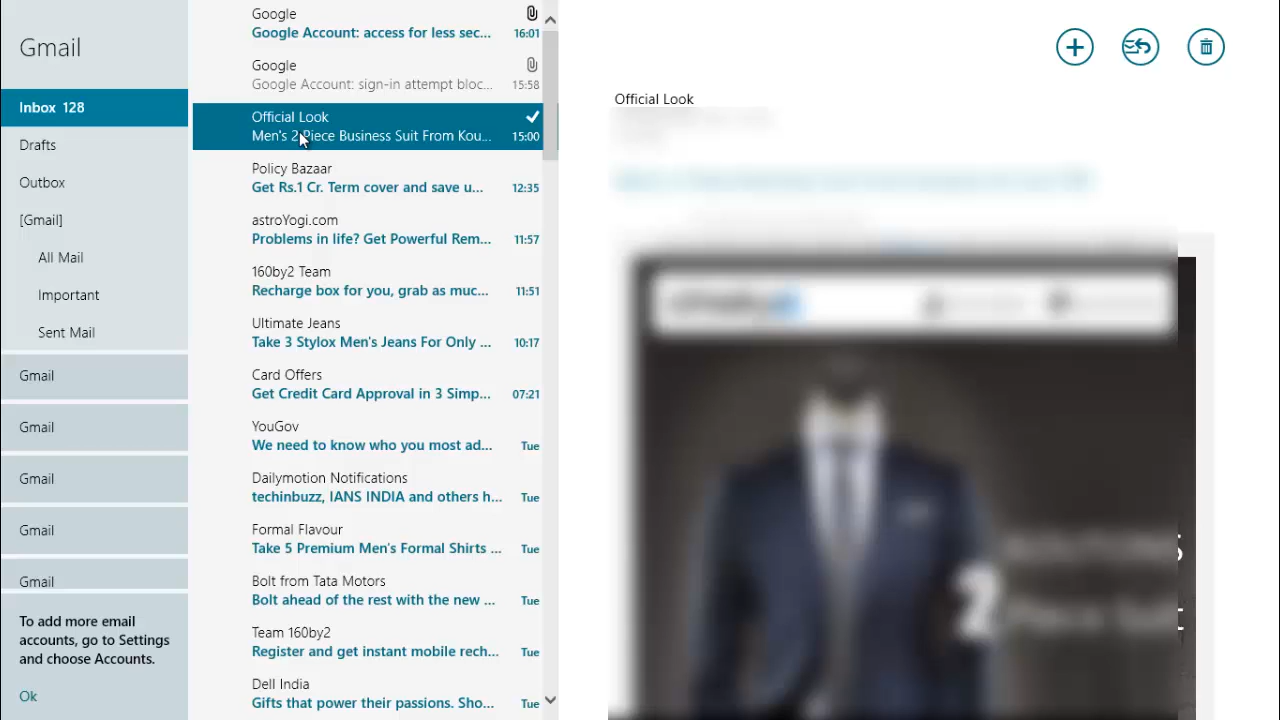 Gmail
Inbox 128
Drafts
Outbox
[Gmail]
All Mail
Important
Sent Mail
Gmail
Gmail
Gmail
Gmail
Gmail
To add more email
accounts, go to Settings
and choose Accounts.
Ok
Google
Google Account: access for less sec... 16:01
Google
Google Account: sign-in attempt bloc... 15:58
Official Look
Men's 2 Piece Business Suit From Kou... 15:00
Policy Bazaar
Get Rs.1 Cr. Term cover and save u... 12:35
astroYogi.com
Problems in life? Get Powerful Rem... 11:57
160by2 Team
Recharge box for you, grab as muc... 11:51
Ultimate Jeans
Take 3 Stylox Men's Jeans For Only ... 10:17
Card Offers
Get Credit Card Approval in 3 Simp... 07:21
YouGov
We need to know who you most ad... Tue
Dailymotion Notifications
techinbuzz, IANS INDIA and others h... Tue
Formal Flavour
Take 5 Premium Men's Formal Shirts ... Tue
Bolt from Tata Motors
Bolt ahead of the rest with the new ... Tue
Team 160by2
Register and get instant mobile rech... Tue
Dell India
Gifts that power their passions. Sho... Tue
Official Look
2